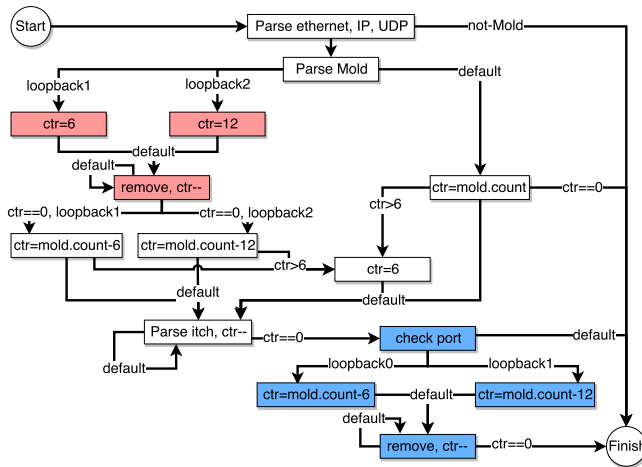 Start
Parse ethernet, IP, UDP
not-Mold
Parse Mold
default
loopback1
loopback2
ctr=6
ctr=12
default
default
remove, ctr--
ctr=mold.count
ctr==0
ctr>6
ctr==0, loopback1
ctr==0, loopback2
ctr=mold.count-6
ctr=mold.count-12
ctr>6
ctr=6
default
default
Parse itch, ctr--
ctr==0
check port
default
default
loopback0
loopback1
ctr=mold.count-6
default
ctr=mold.count-12
default
remove, ctr--
ctr==0
Finish